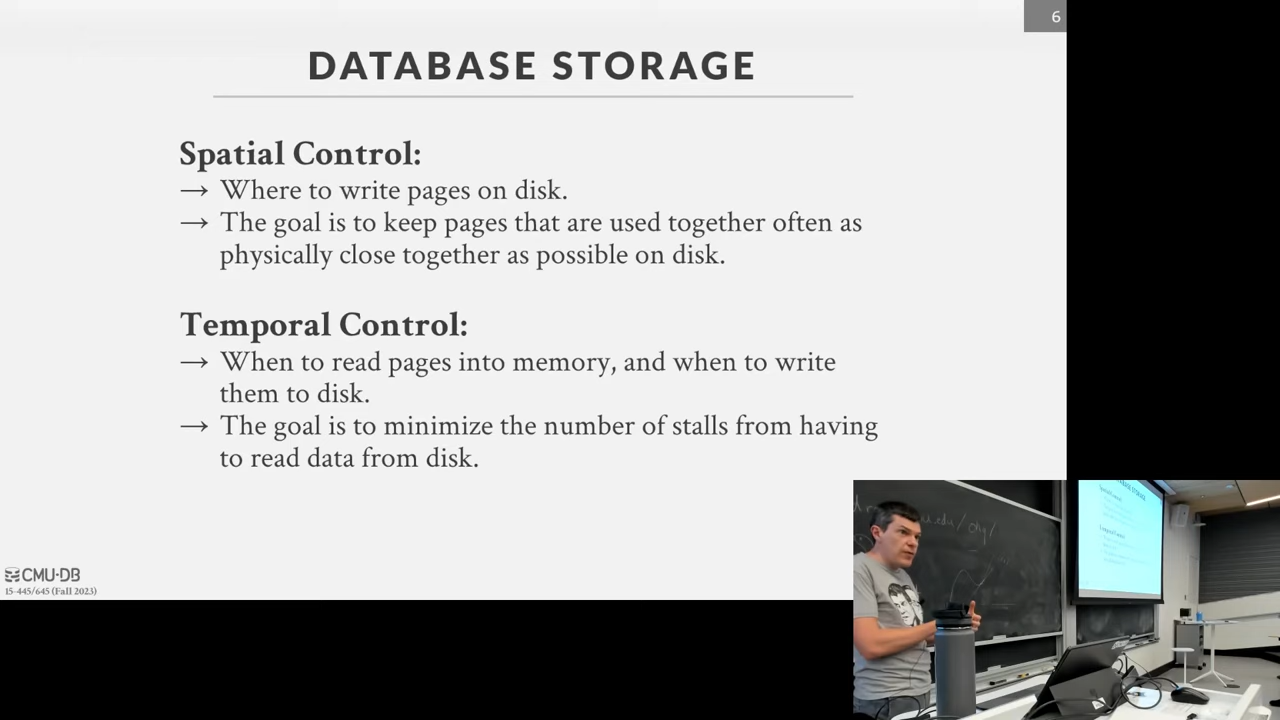 6
DATABASE STORAGE
Spatial Control:
→ Where to write pages on disk.
→ The goal is to keep pages that are used together often as
physically close together as possible on disk.
Temporal Control:
→ When to read pages into memory, and when to write
them to disk.
→ The goal is to minimize the number of stalls from having
to read data from disk.
CMU·DB
15-445/645 (Fall 2023)